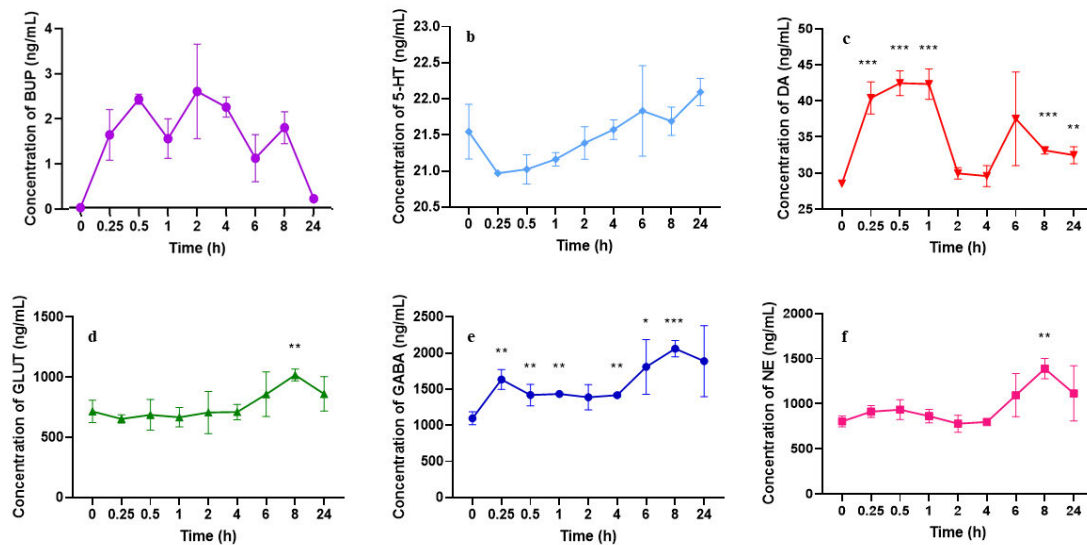 Concentration of BUP (ng/mL)
4
3
2
1
0
0 0.25 0.5 1 2 4 6 8 24
Time (h)
b
Concentration of 5-HT (ng/mL)
23.0
22.5
22.0
21.5
21.0
20.5
0 0.25 0.5 1 2 4 6 8 24
Time (h)
c
Concentration of DA (ng/mL)
50
45
40
35
30
25
*** *** *** *** **
0 0.25 0.5 1 2 4 6 8 24
Time (h)
d
Concentration of GLUT (ng/mL)
1500
1000
500
0
**
0 0.25 0.5 1 2 4 6 8 24
Time (h)
e
Concentration of GABA (ng/mL)
2500
2000
1500
1000
500
0
** ** ** ** * ***
0 0.25 0.5 1 2 4 6 8 24
Time (h)
f
Concentration of NE (ng/mL)
2000
1500
1000
500
0
**
0 0.25 0.5 1 2 4 6 8 24
Time (h)